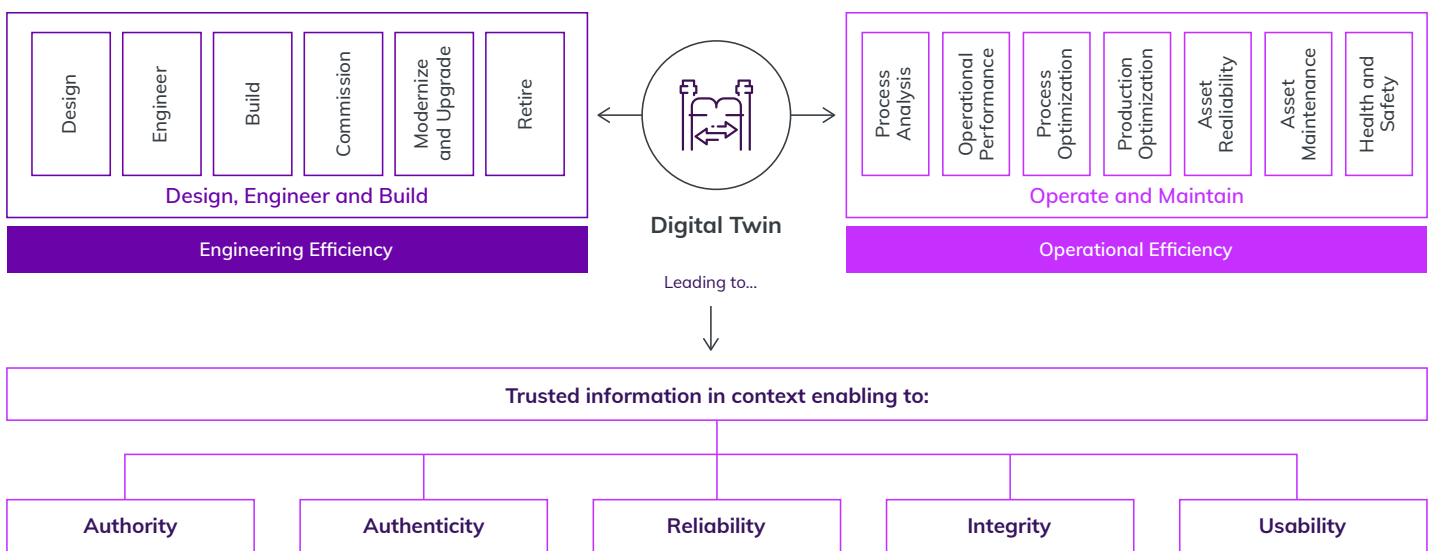 Design
Engineer
Build
Commission
Modernize
and Upgrade
Retire
Design, Engineer and Build
Engineering Efficiency
Digital Twin
Leading to...
Process
Analysis
Operational
Performance
Process
Optimization
Production
Optimization
Asset
Realiability
Asset
Maintenance
Health and
Safety
Operate and Maintain
Operational Efficiency
Trusted information in context enabling to:
Authority
Authenticity
Reliability
Integrity
Usability